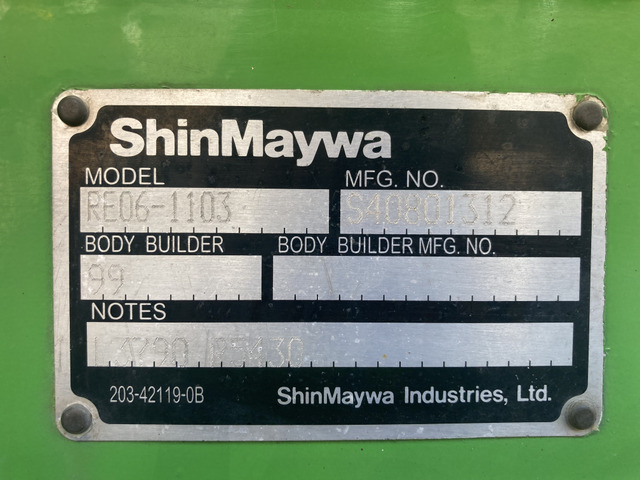 ShinMaywa
MODEL MFG. NO.
RE06-1103 S40801312
BODY BUILDER BODY BUILDER MFG. NO.
99
NOTES
203-42119-0B ShinMaywa Industries, Ltd.